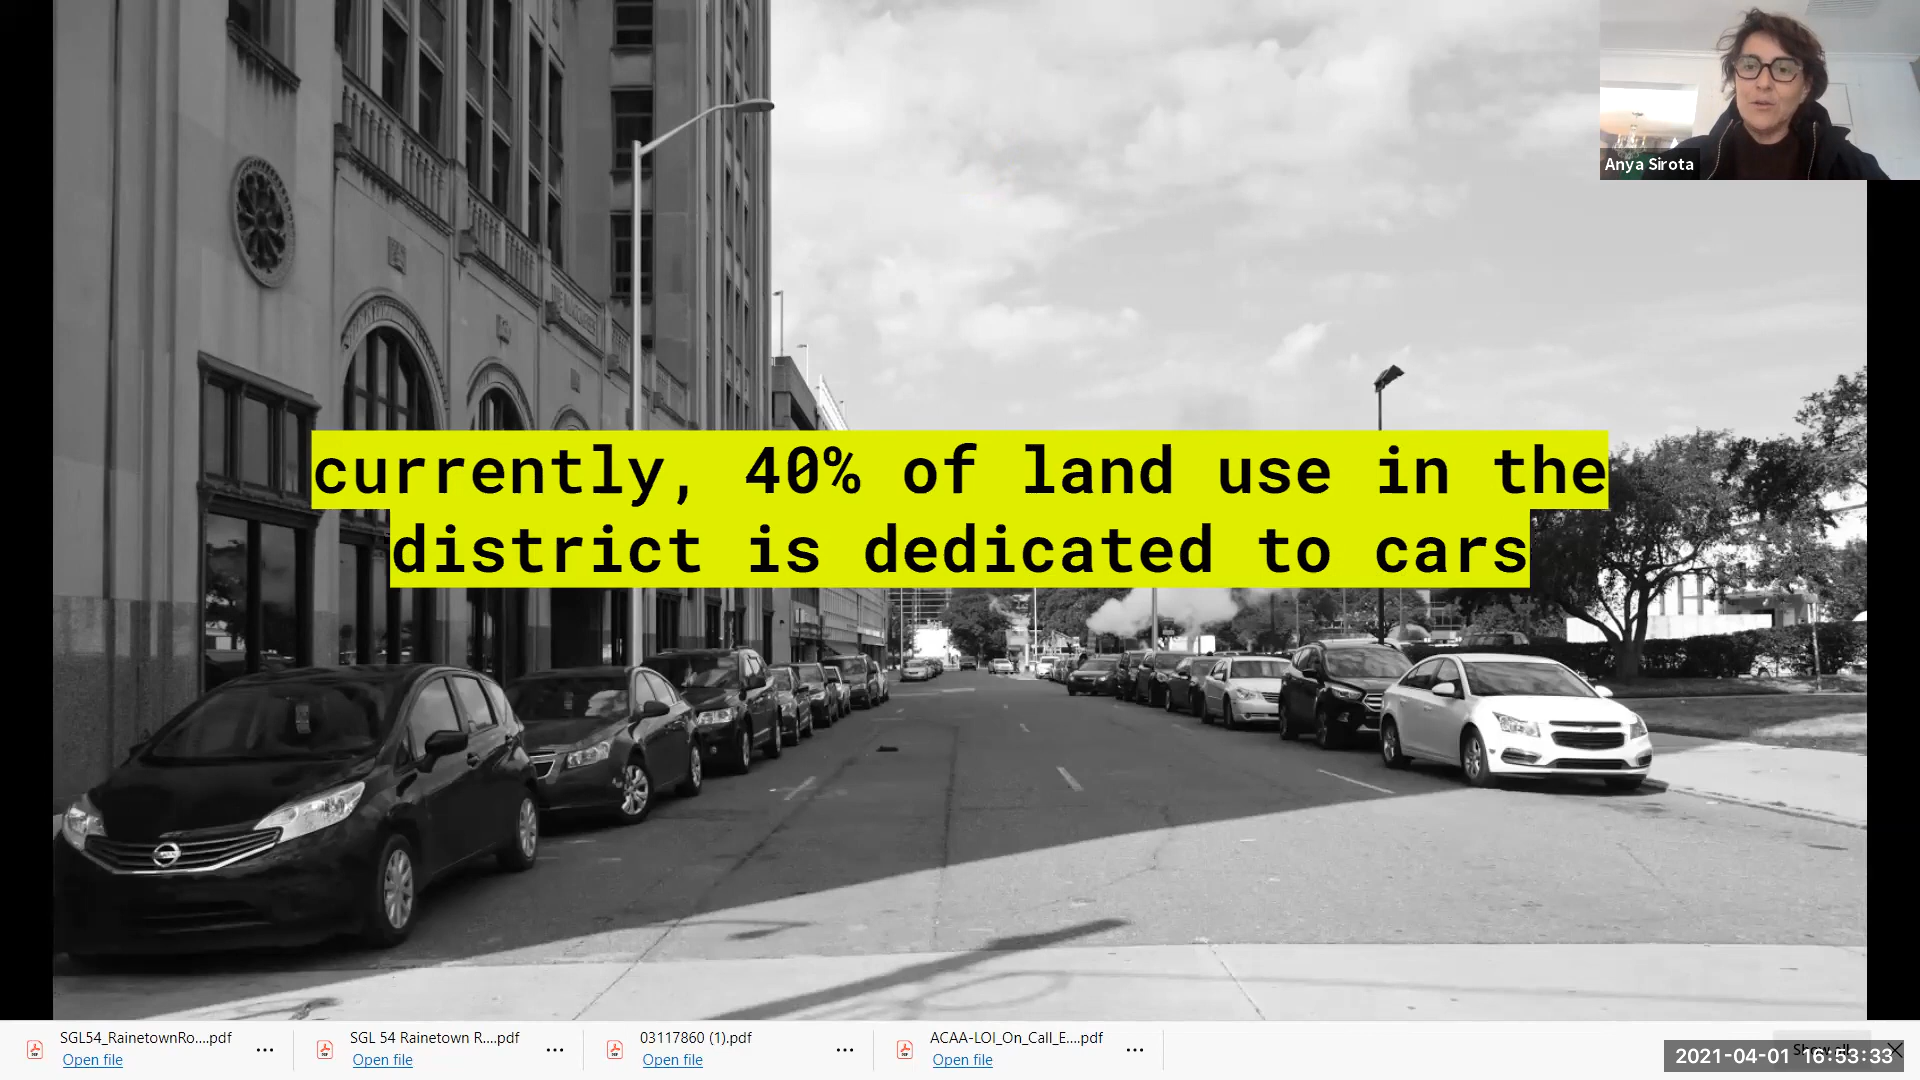 Anya Sirota
currently, 40% of land use in the
district is dedicated to cars
SGL54_RainetownRo....pdf
Open file
SGL 54 Rainetown R....pdf
Open file
03117860 (1).pdf
Open file
ACAA-LOI_On_Call_E....pdf
Open file
Show all
2021-04-01 16:53:33